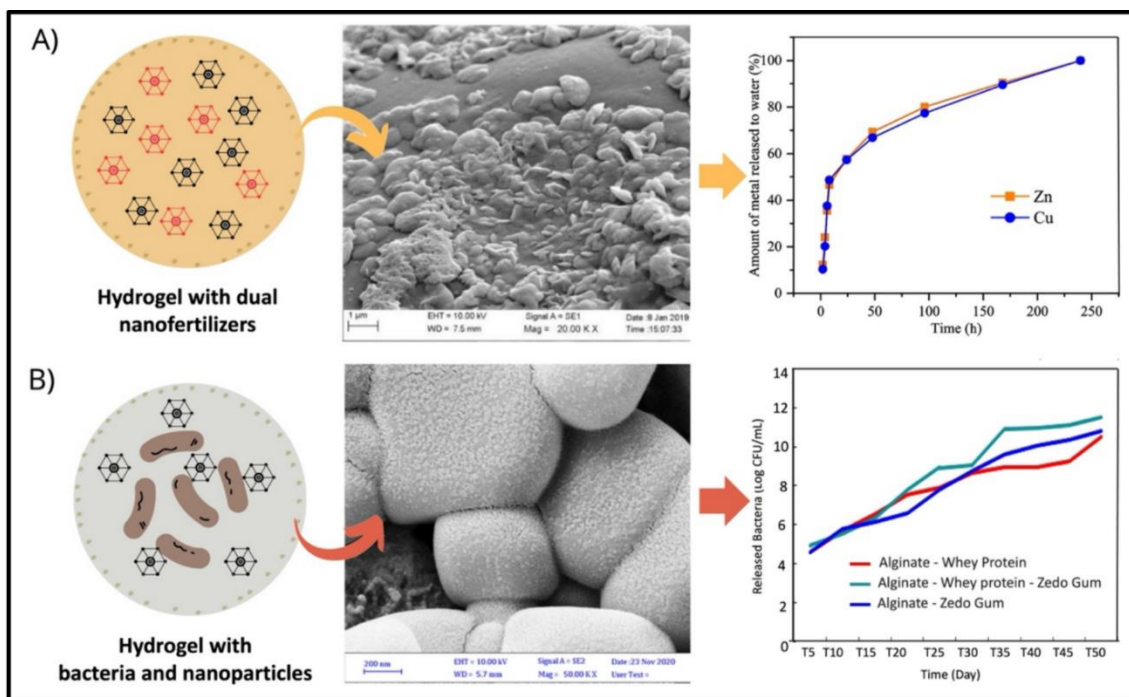 A)
Hydrogel with dual
nanofertilizers
1 µm
EHT = 10.00 kV
WD = 7.5 mm
Signal A = SE1
Mag = 20.00 K X
Date :8 Jan 2019
Time :15:07:33
Amount of metal released to water (%)
100
80
60
40
20
0
Zn
Cu
0
50
100
150
200
250
Time (h)
B)
Hydrogel with
bacteria and nanoparticles
200 nm
EHT = 10.00 kV
WD = 5.7 mm
Signal A = SE2
Mag = 50.00 K X
Date :23 Nov 2020
User Test =
Released Bacteria (Log CFU/mL)
14
12
10
8
6
4
2
0
Alginate - Whey Protein
Alginate - Whey protein - Zedo Gum
Alginate - Zedo Gum
T5 T10 T15 T20 T25 T30 T35 T40 T45 T50
Time (Day)